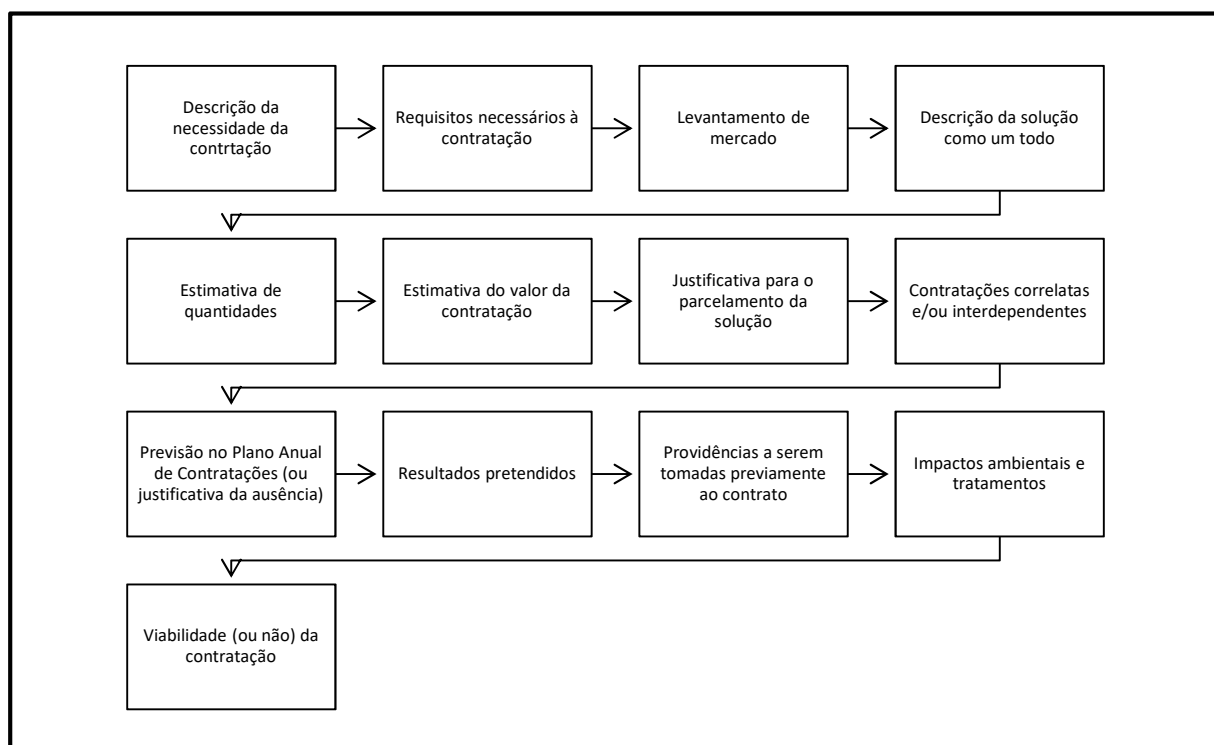 Descrição da
necessidade da
contrtação
Requisitos necessários à
contratação
Levantamento de
mercado
Descrição da solução
como um todo
Estimativa de
quantidades
Estimativa do valor da
contratação
Justificativa para o
parcelamento da
solução
Contratações correlatas
e/ou interdependentes
Previsão no Plano Anual
de Contratações (ou
justificativa da ausência)
Resultados pretendidos
Providências a serem
tomadas previamente
ao contrato
Impactos ambientais e
tratamentos
Viabilidade (ou não) da
contratação